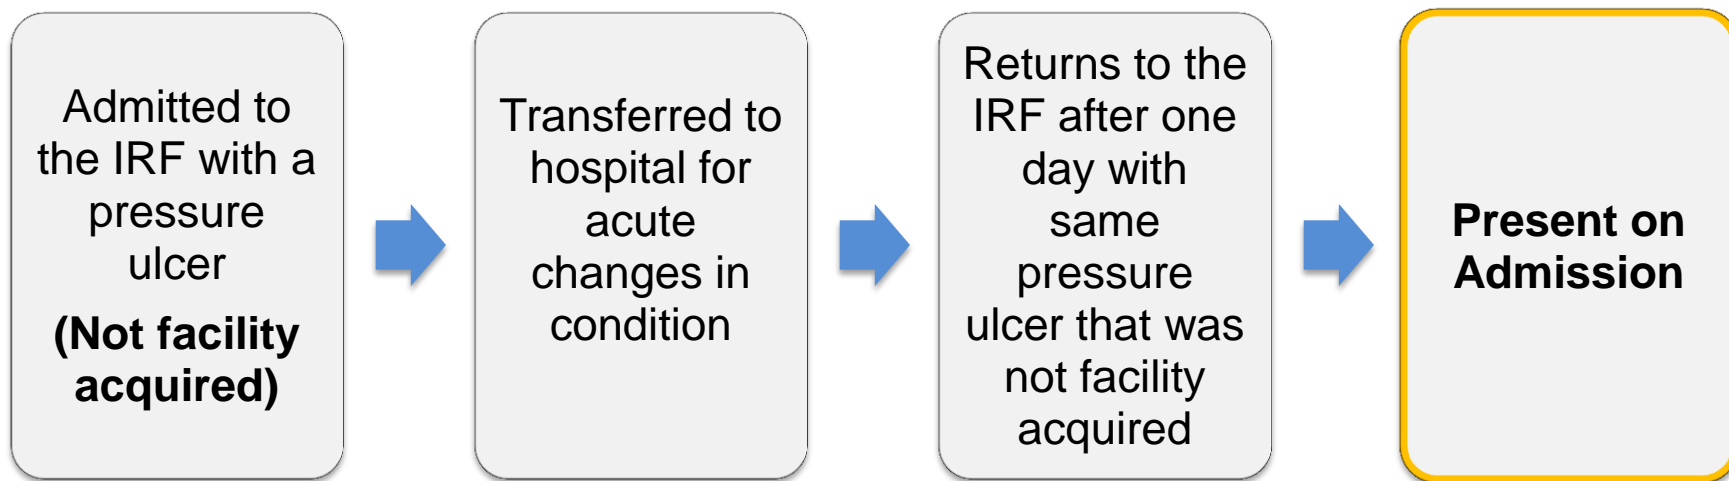 Admitted to
the IRF with a
pressure
ulcer
(Not facility
acquired)
Transferred to
hospital for
acute
changes in
condition
Returns to the
IRF after one
day with
same
pressure
ulcer that was
not facility
acquired
Present on
Admission